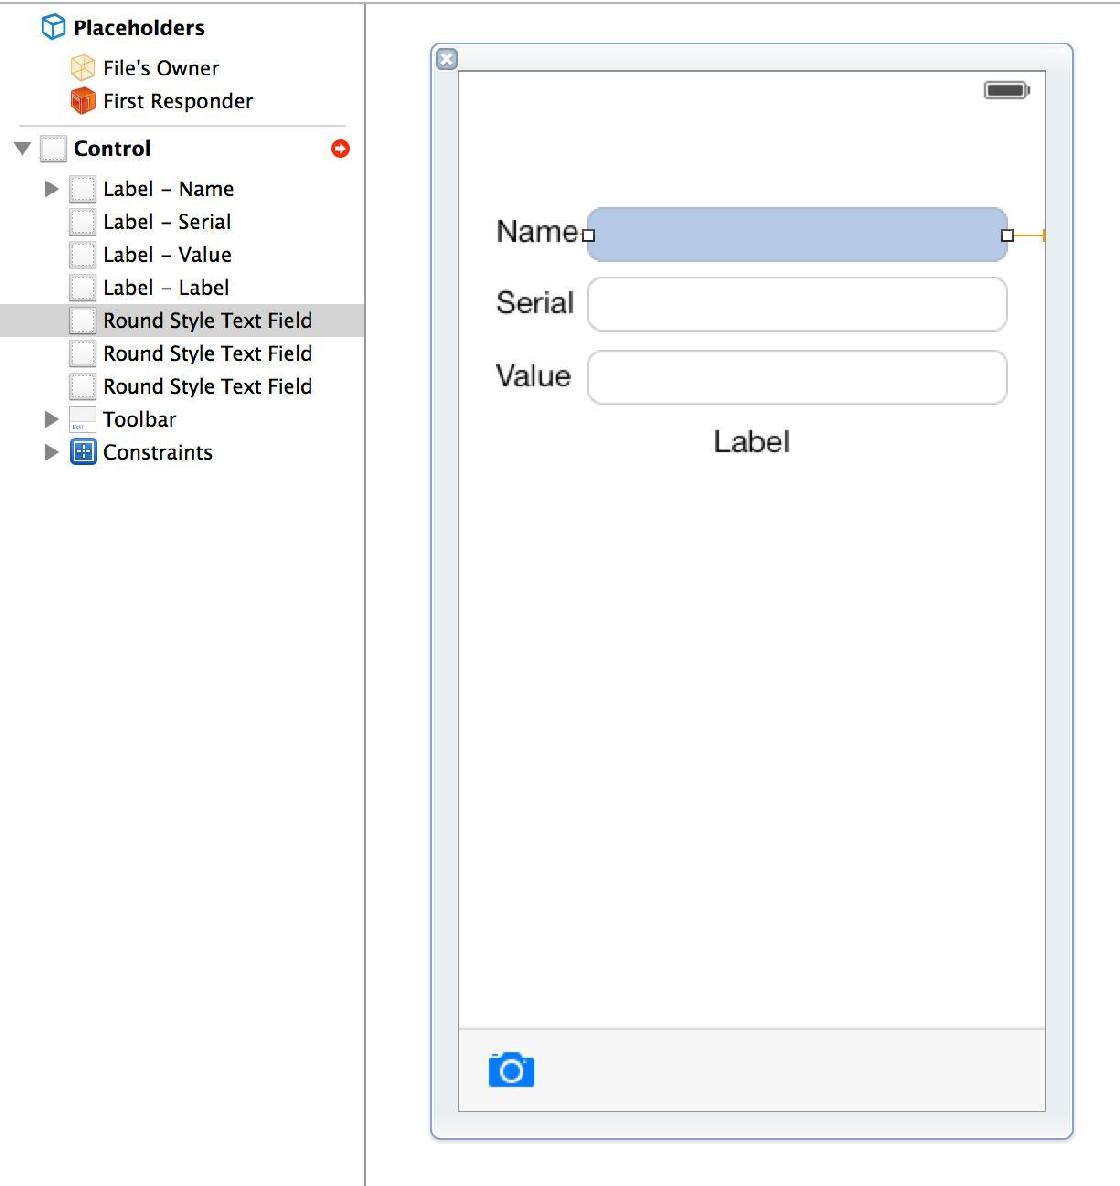 Placeholders
File's Owner
First Responder
Control
Label – Name
Label – Serial
Label – Value
Label – Label
Round Style Text Field
Round Style Text Field
Round Style Text Field
Toolbar
Constraints
Name
Serial
Value
Label